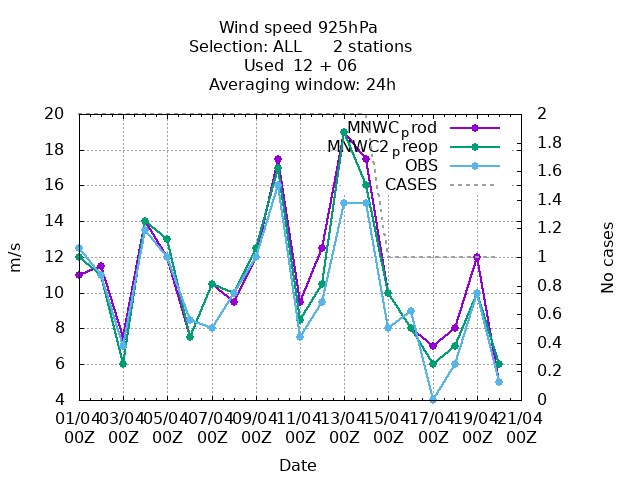 Wind speed 925hPa
Selection: ALL 2 stations
Used 12 + 06
Averaging window: 24h
MNWCprod
MNWC2preop
OBS
CASES
20
18
16
14
12
10
8
6
4
2
1.8
1.6
1.4
1.2
1
0.8
0.6
0.4
0.2
0
m/s
No cases
01/04 03/04 05/04 07/04 09/04 11/04 13/04 15/04 17/04 19/04 21/04
00Z 00Z 00Z 00Z 00Z 00Z 00Z 00Z 00Z 00Z 00Z
Date